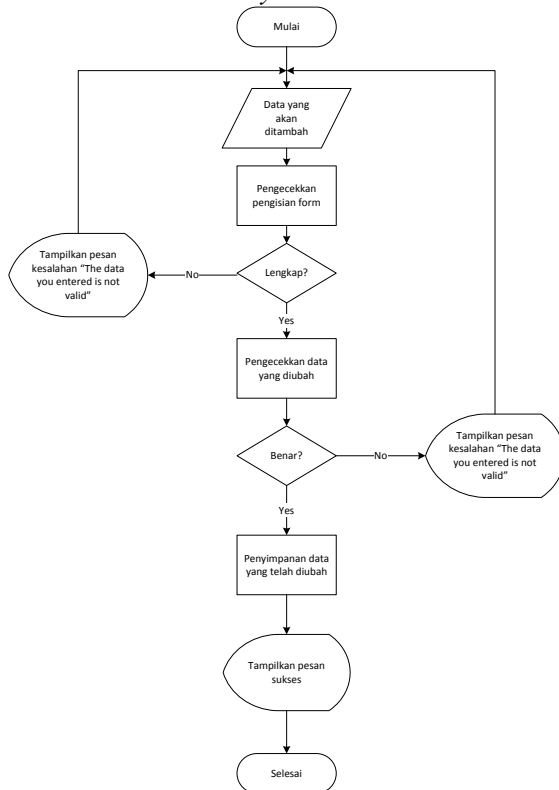 Mulai
Data yang
akan
ditambah
Pengecekkan
pengisian form
Lengkap?
No
Tampilkan pesan
kesalahan “The data
you entered is not
valid”
Yes
Pengecekkan data
yang diubah
Benar?
No
Tampilkan pesan
kesalahan “The data
you entered is not
valid”
Yes
Penyimpanan data
yang telah diubah
Tampilkan pesan
sukses
Selesai